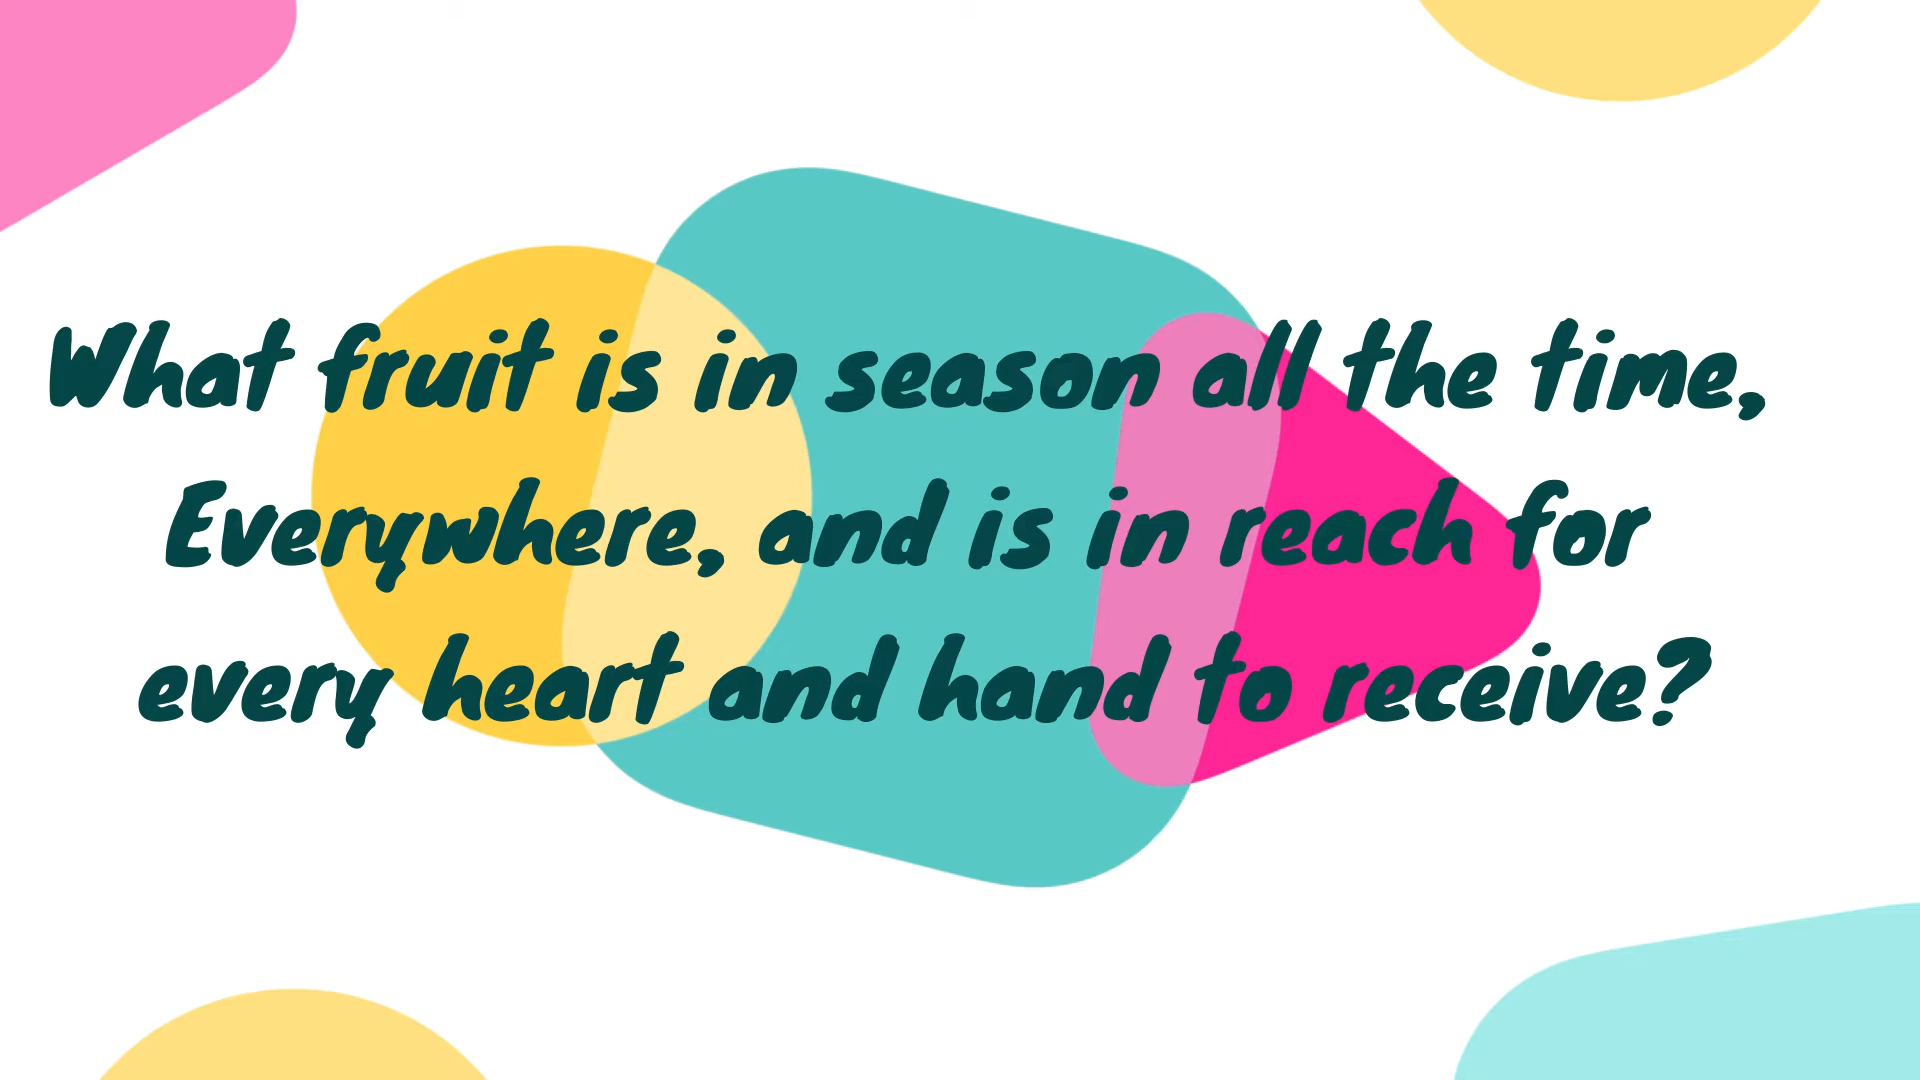 What fruit is in season all the time,
Everywhere, and is in reach for
every heart and hand to receive?